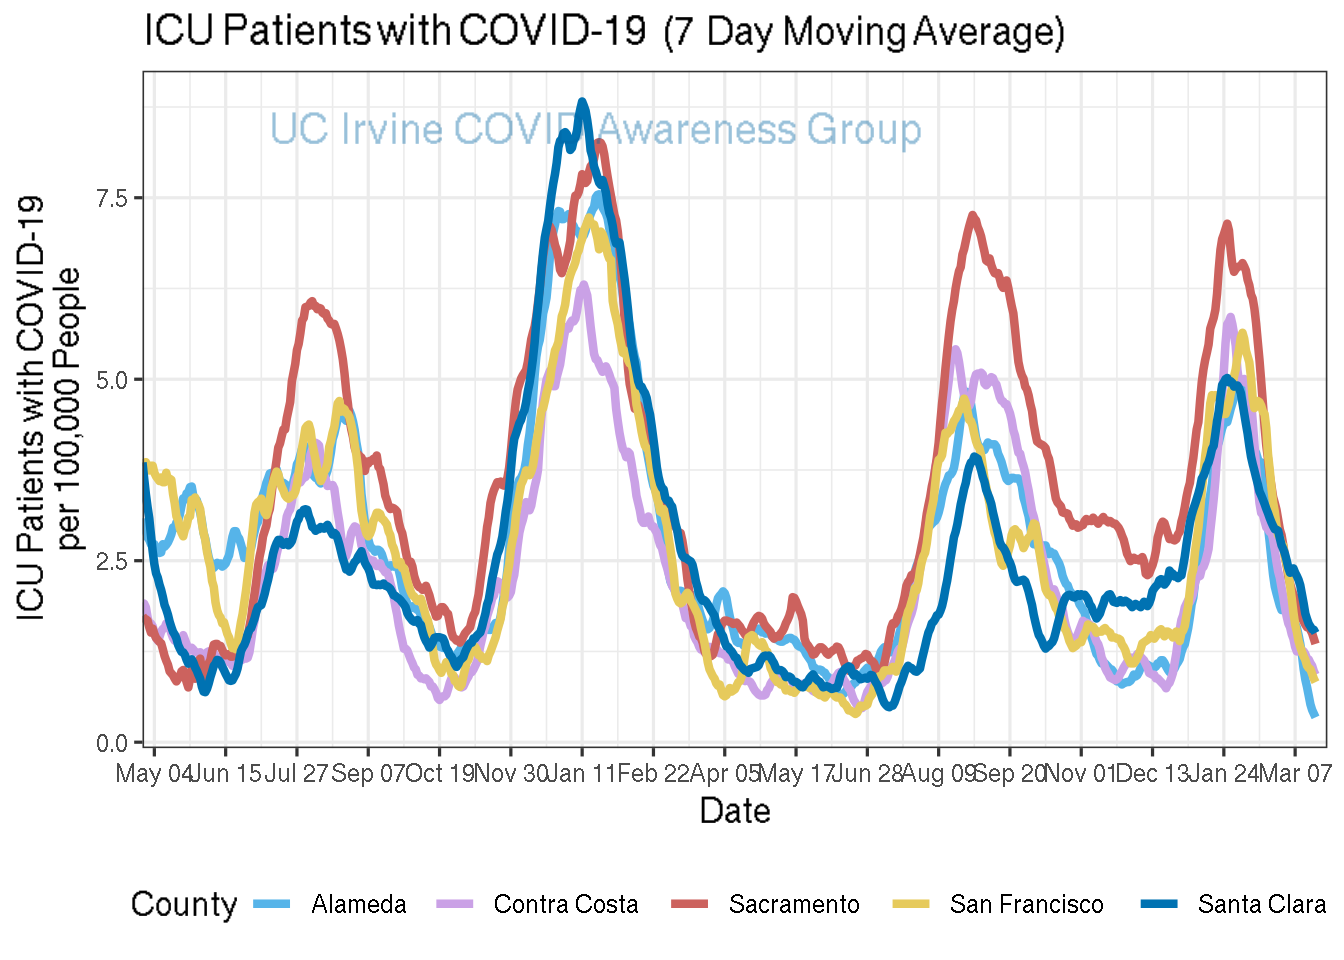 ICU Patients with COVID-19 (7 Day Moving Average)
UC Irvine COVID Awareness Group
ICU Patients with COVID-19
per 100,000 People
7.5
5.0
2.5
0.0
May 04 Jun 15 Jul 27 Sep 07 Oct 19 Nov 30 Jan 11 Feb 22 Apr 05 May 17 Jun 28 Aug 09 Sep 20 Nov 01 Dec 13 Jan 24 Mar 07
Date
County Alameda Contra Costa Sacramento San Francisco Santa Clara